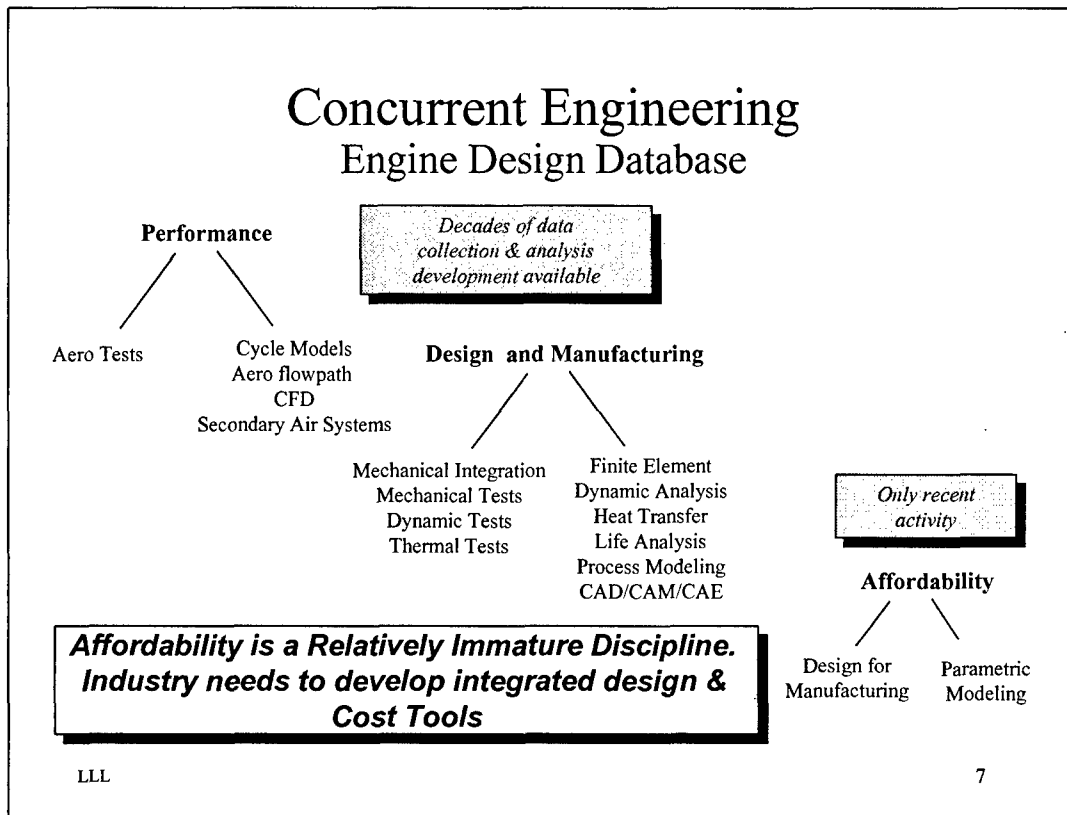 Concurrent Engineering
Engine Design Database
Decades of data
collection & analysis
development available
Performance
Aero Tests
Cycle Models
Aero flowpath
CFD
Secondary Air Systems
Design and Manufacturing
Mechanical Integration
Mechanical Tests
Dynamic Tests
Thermal Tests
Finite Element
Dynamic Analysis
Heat Transfer
Life Analysis
Process Modeling
CAD/CAM/CAE
Only recent
activity
Affordability
Design for
Manufacturing
Parametric
Modeling
Affordability is a Relatively Immature Discipline.
Industry needs to develop integrated design &
Cost Tools
LLL
7